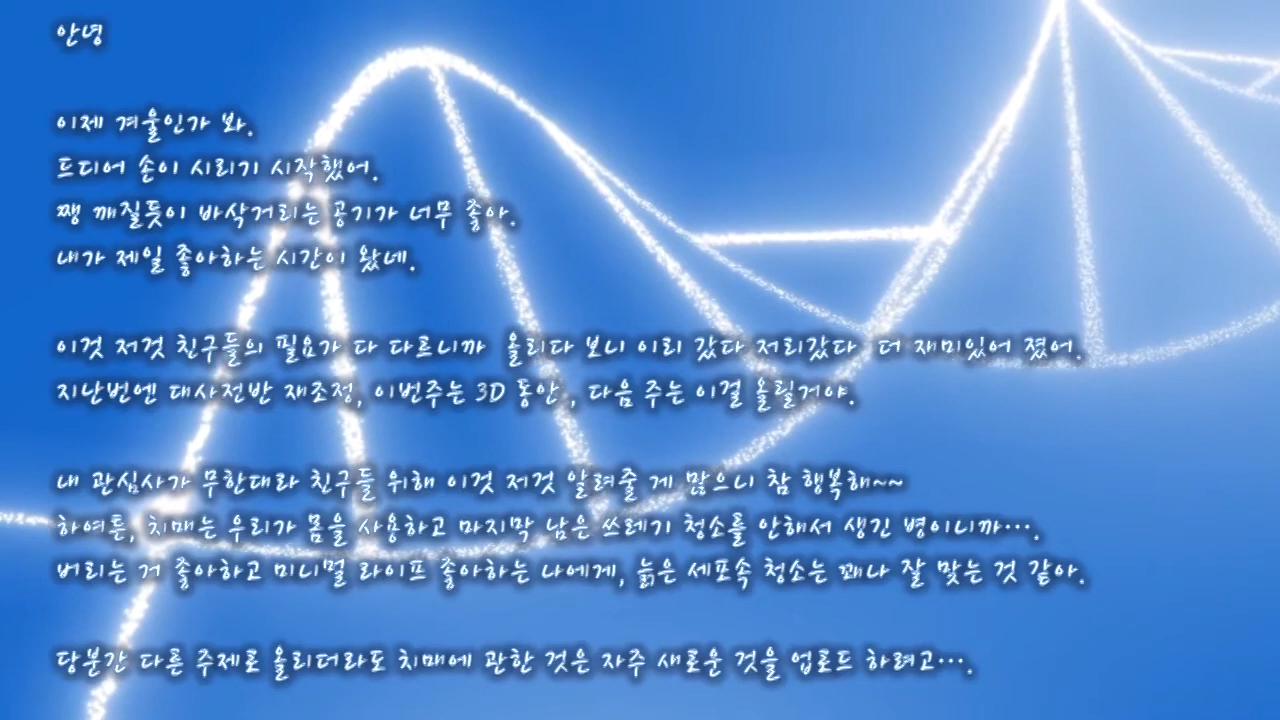 안녕
이제 겨울인가 봐.
드디어 손이 시리기 시작했어.
쨍 깨질듯이 바삭거리는 공기가 너무 좋아.
내가 제일 좋아하는 시간이 왔네.
이것 저것 친구들의 필요가 다 다르니까 올리다 보니 이리 갔다 저리갔다 더 재미있어 졌어.
지난번엔 대사전반 재조정, 이번주는 3D 동안 , 다음 주는 이걸 올릴거야.
내 관심사가 무한대라 친구들 위해 이것 저것 알려줄 게 많으니 참 행복해~~
하여튼, 치매는 우리가 몸을 사용하고 마지막 남은 쓰레기 청소를 안해서 생긴 병이니까....
버리는 거 좋아하고 미니멀 라이프 좋아하는 나에게, 늙은 세포속 청소는 꽤나 잘 맞는 것 같아.
당분간 다른 주제로 올리더라도 치매에 관한 것은 자주 새로운 것을 업로드 하려고....